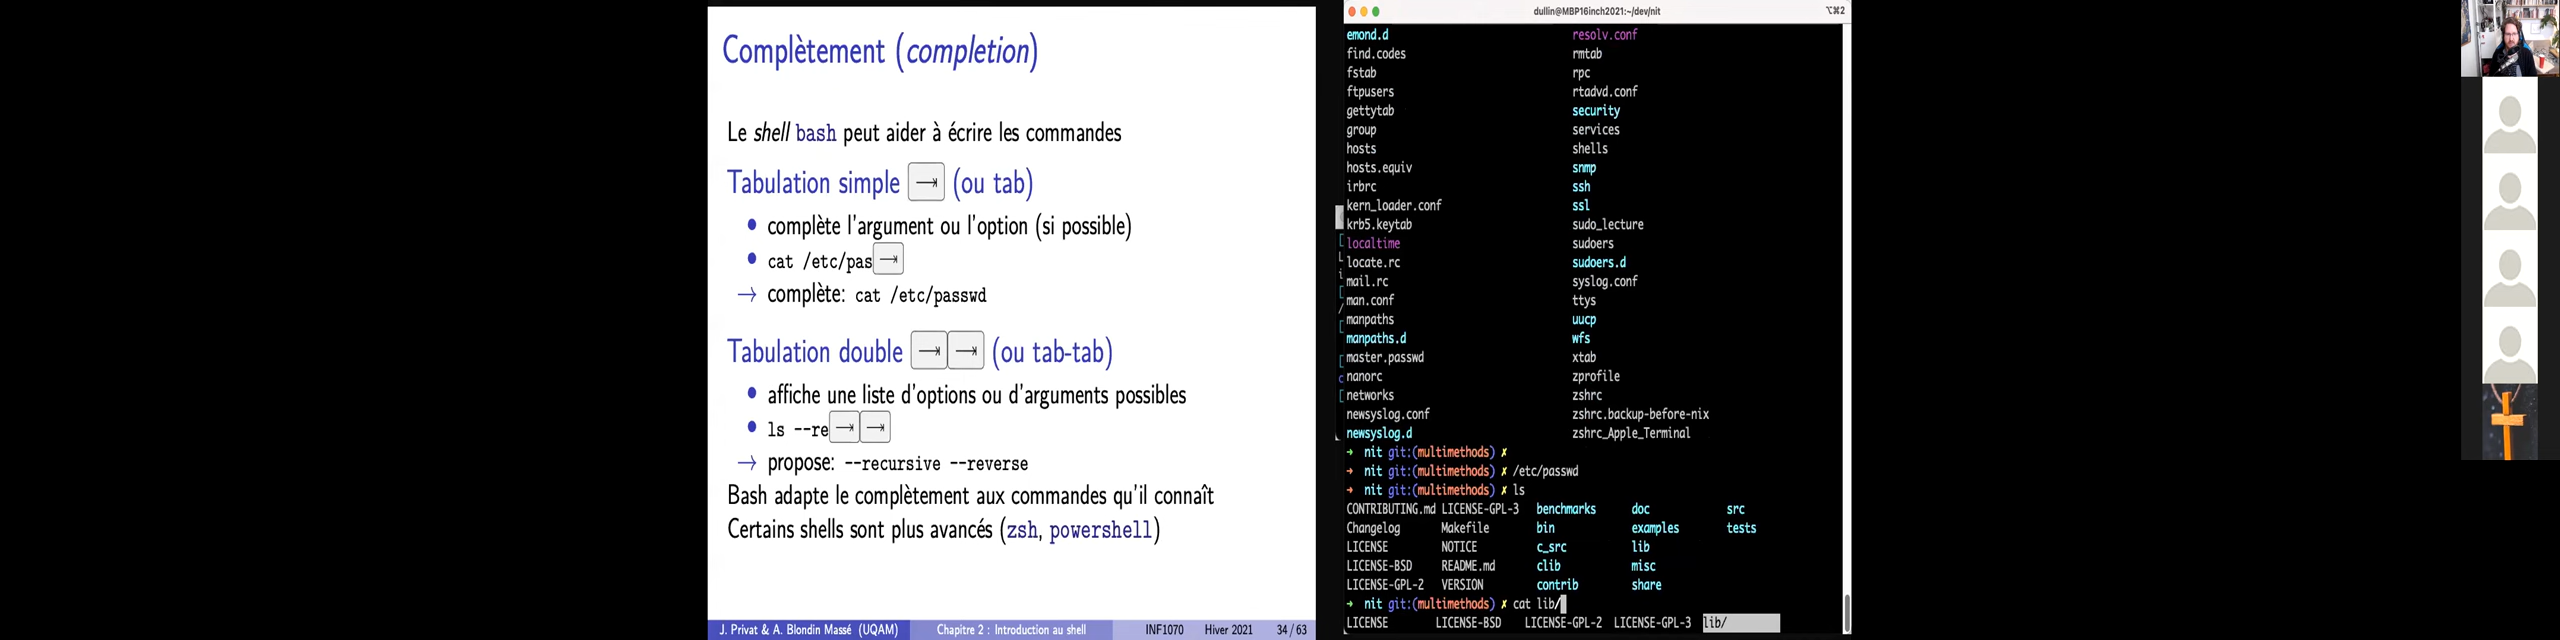 Complètement (completion)
Le shell bash peut aider à écrire les commandes
Tabulation simple (ou tab)
• complète l'argument ou l'option (si possible)
• cat /etc/pas
→ complète: cat /etc/passwd
Tabulation double (ou tab-tab)
• affiche une liste d'options ou d'arguments possibles
• ls --re
→ propose: --recursive --reverse
Bash adapte le complètement aux commandes qu'il connaît
Certains shells sont plus avancés (zsh, powershell)
J. Privat & A. Blondin Massé (UQAM) Chapitre 2 : Introduction au shell INF1070 Hiver 2021 34 / 63
dullin@MBP16inch2021:~/dev/nit ⌥⌘2
emond.d resolv.conf
find.codes rmtab
fstab rpc
ftpusers rtadvd.conf
gettytab security
group services
hosts shells
hosts.equiv snmp
irbrc ssh
kern_loader.conf ssl
krb5.keytab sudo_lecture
localtime sudoers
locate.rc sudoers.d
mail.rc syslog.conf
man.conf ttys
manpaths uucp
manpaths.d wfs
master.passwd xtab
nanorc zprofile
networks zshrc
newsyslog.conf zshrc.backup-before-nix
newsyslog.d zshrc_Apple_Terminal
→ nit git:(multimethods) ✗
→ nit git:(multimethods) ✗ /etc/passwd
→ nit git:(multimethods) ✗ ls
CONTRIBUTING.md LICENSE-GPL-3 benchmarks doc src
Changelog Makefile bin examples tests
LICENSE NOTICE c_src lib
LICENSE-BSD README.md clib misc
LICENSE-GPL-2 VERSION contrib share
→ nit git:(multimethods) ✗ cat lib/
LICENSE LICENSE-BSD LICENSE-GPL-2 LICENSE-GPL-3 lib/